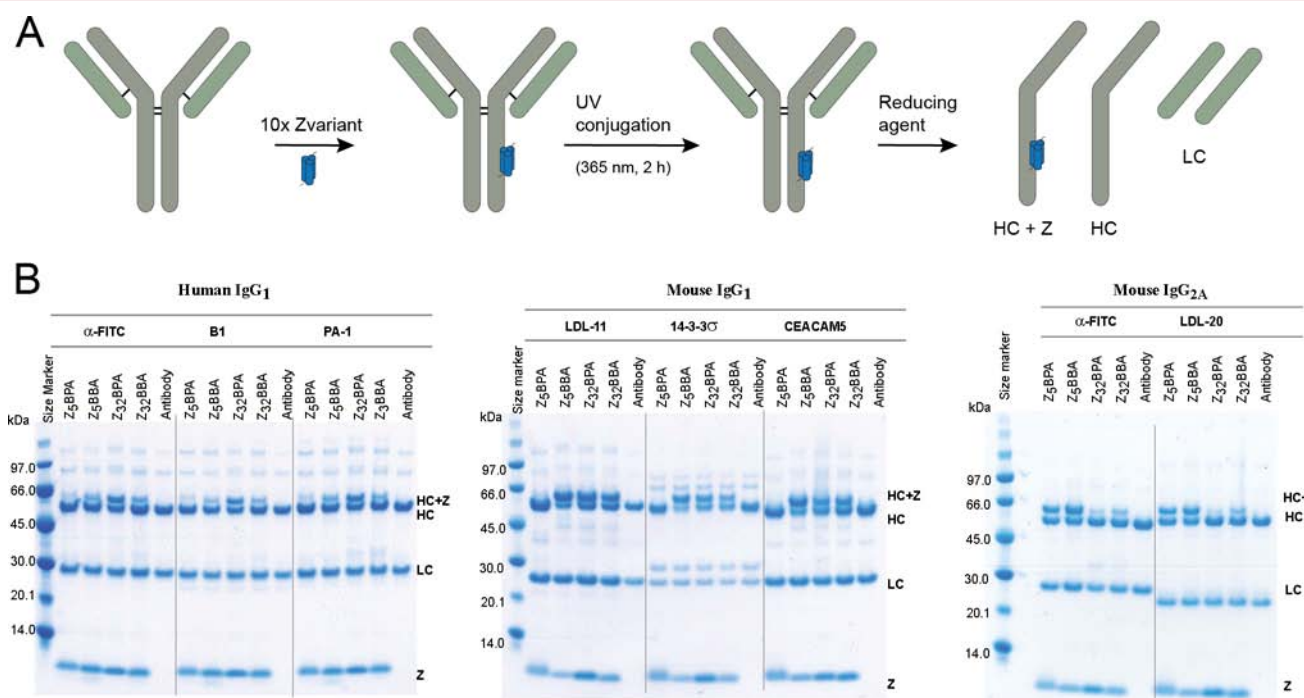 A
10x Zvariant
UV
conjugation
(365 nm, 2 h)
Reducing
agent
HC + Z
HC
LC
B
Human IgG1
α-FITC B1 PA-1
kDa
Size Marker
Z5BPA
Z5BBA
Z32BPA
Z32BBA
Antibody
Z5BPA
Z5BBA
Z32BPA
Z32BBA
Antibody
Z5BPA
Z5BBA
Z32BPA
Z3BBA
Antibody
97.0
66.0
45.0
30.0
20.1
14.0
HC+Z
HC
LC
Z
Mouse IgG1
LDL-11 14-3-3σ CEACAM5
kDa
Size marker
Z5BPA
Z5BBA
Z32BPA
Z32BBA
Antibody
Z5BPA
Z5BBA
Z32BPA
Z32BBA
Antibody
Z5BPA
Z5BBA
Z32BPA
Z32BBA
Antibody
97.0
66.0
45.0
30.0
20.1
14.0
HC+Z
HC
LC
Z
Mouse IgG2A
α-FITC LDL-20
kDa
Size marker
Z5BPA
Z5BBA
Z32BPA
Z32BBA
Antibody
Z5BPA
Z5BBA
Z32BPA
Z32BBA
Antibody
97.0
66.0
45.0
30.0
20.1
14.0
HC
HC
LC
Z